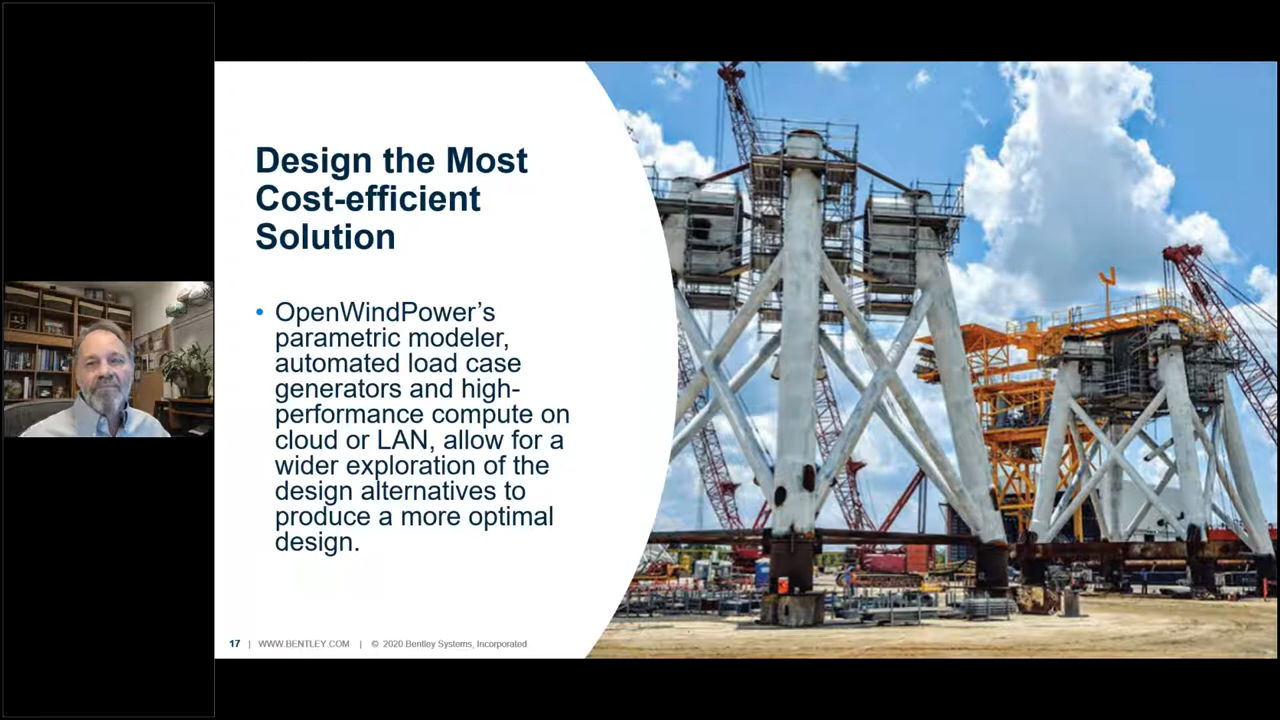 Design the Most
Cost-efficient
Solution
• OpenWindPower’s
parametric modeler,
automated load case
generators and high-
performance compute on
cloud or LAN, allow for a
wider exploration of the
design alternatives to
produce a more optimal
design.
17 | WWW.BENTLEY.COM | © 2020 Bentley Systems, Incorporated